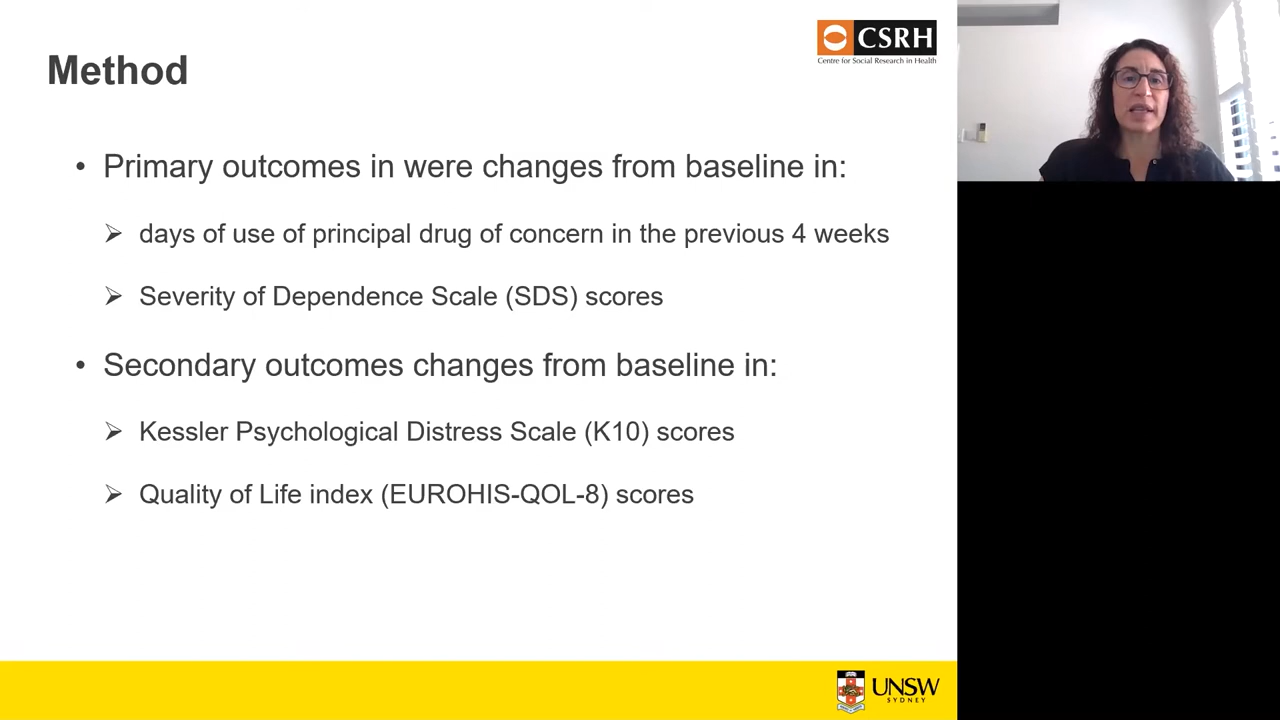 Method
CSRH
Centre for Social Research in Health
• Primary outcomes in were changes from baseline in:
➢ days of use of principal drug of concern in the previous 4 weeks
➢ Severity of Dependence Scale (SDS) scores
• Secondary outcomes changes from baseline in:
➢ Kessler Psychological Distress Scale (K10) scores
➢ Quality of Life index (EUROHIS-QOL-8) scores
UNSW
SYDNEY